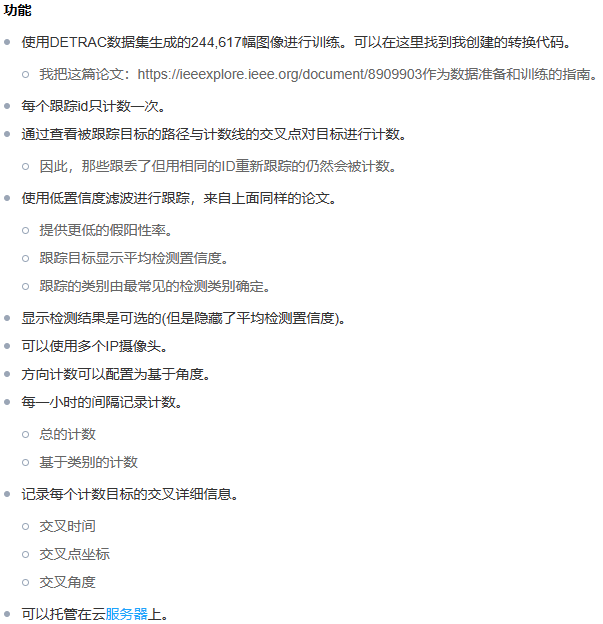 功能
使用DETRAC数据集生成的244,617幅图像进行训练。可以在这里找到我创建的转换代码。
我把这篇论文：https://ieeexplore.ieee.org/document/8909903作为数据准备和训练的指南。
每个跟踪id只计数一次。
通过查看被跟踪目标的路径与计数线的交叉点对目标进行计数。
因此，那些跟丢了但用相同的ID重新跟踪的仍然会被计数。
使用低置信度滤波进行跟踪，来自上面同样的论文。
提供更低的假阳性率。
跟踪目标显示平均检测置信度。
跟踪的类别由最常见的检测类别确定。
显示检测结果是可选的(但是隐藏了平均检测置信度)。
可以使用多个IP摄像头。
方向计数可以配置为基于角度。
每一小时的间隔记录计数。
总的计数
基于类别的计数
记录每个计数目标的交叉详细信息。
交叉时间
交叉点坐标
交叉角度
可以托管在云服务器上。